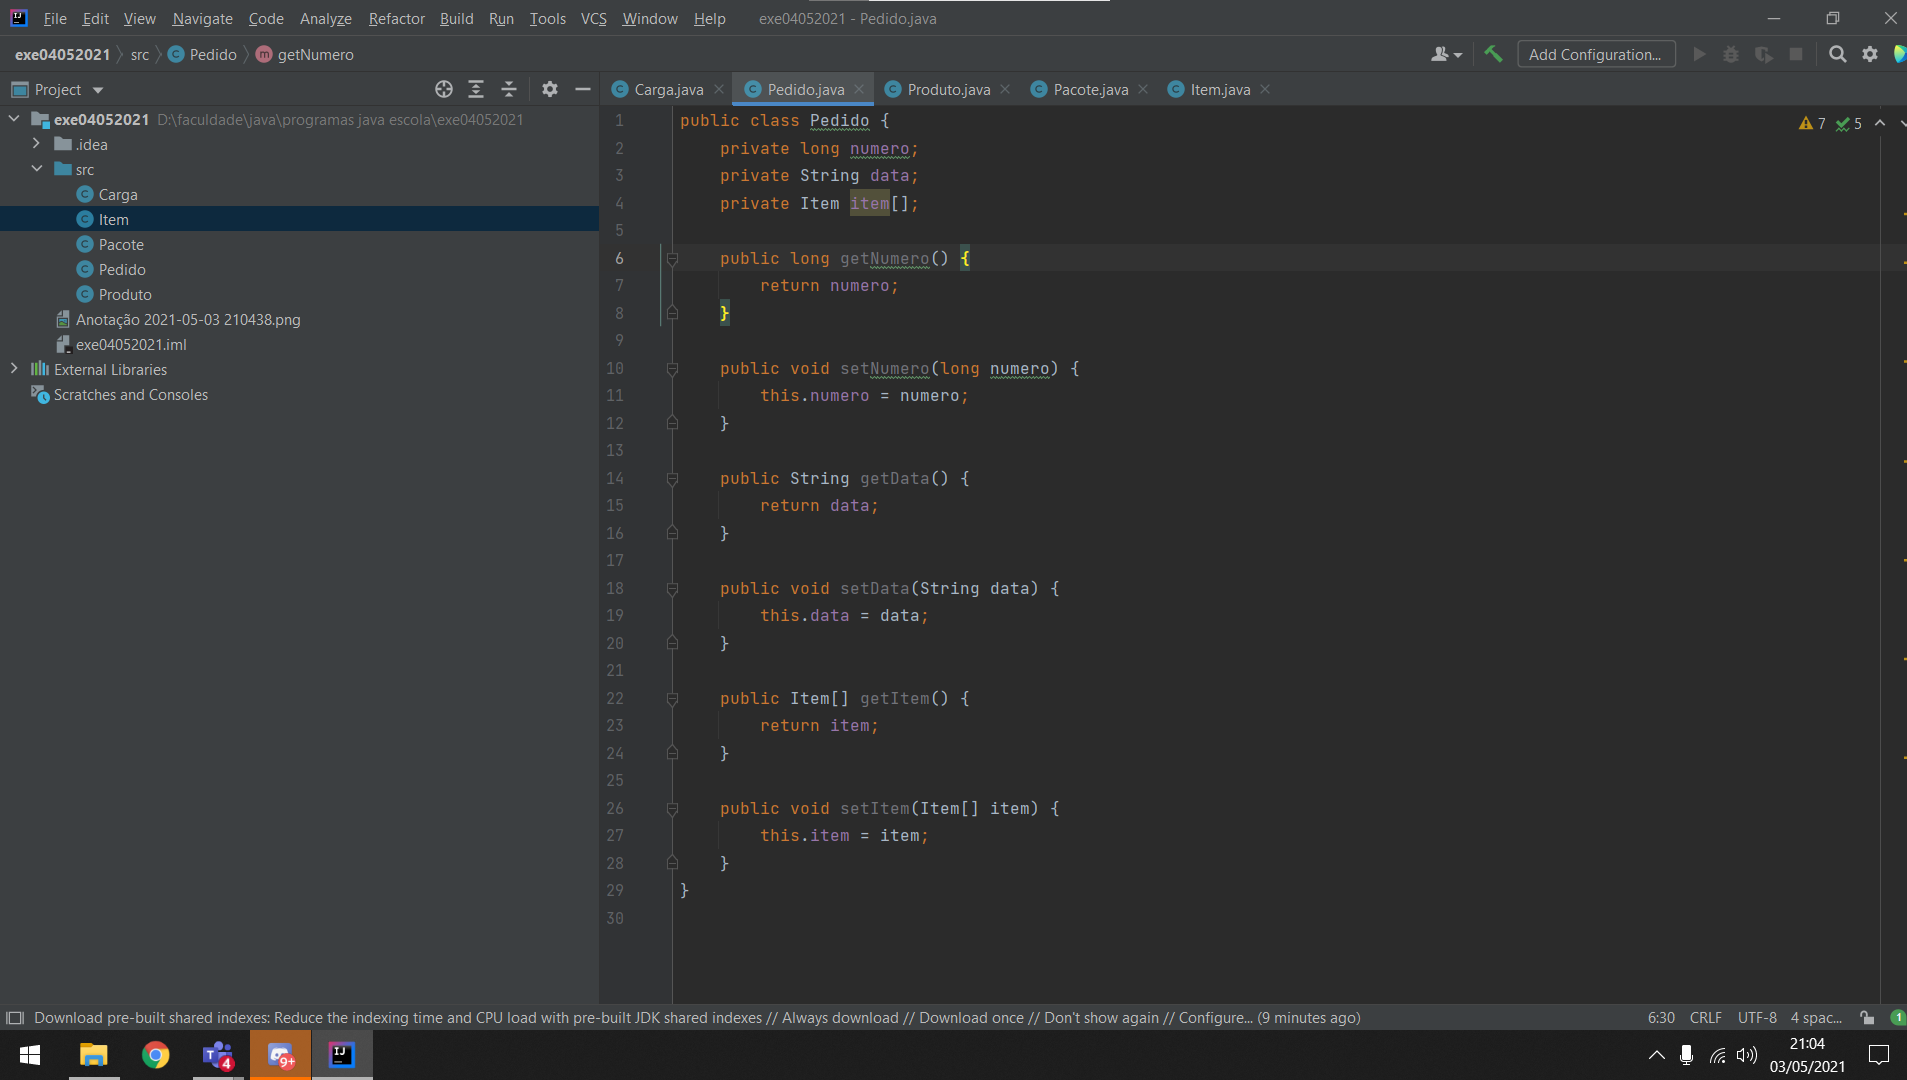 File Edit View Navigate Code Analyze Refactor Build Run Tools VCS Window Help exe04052021 - Pedido.java
exe04052021 src Pedido getNumero Add Configuration...
Project
Carga.java Pedido.java Produto.java Pacote.java Item.java
exe04052021 D:\faculdade\java\programas java escola\exe04052021
.idea
src
Carga
Item
Pacote
Pedido
Produto
Anotação 2021-05-03 210438.png
exe04052021.iml
External Libraries
Scratches and Consoles
7 5
1 public class Pedido {
2 private long numero;
3 private String data;
4 private Item item[];
5
6 public long getNumero() {
7 return numero;
8 }
9
10 public void setNumero(long numero) {
11 this.numero = numero;
12 }
13
14 public String getData() {
15 return data;
16 }
17
18 public void setData(String data) {
19 this.data = data;
20 }
21
22 public Item[] getItem() {
23 return item;
24 }
25
26 public void setItem(Item[] item) {
27 this.item = item;
28 }
29 }
30
Download pre-built shared indexes: Reduce the indexing time and CPU load with pre-built JDK shared indexes // Always download // Download once // Don't show again // Configure... (9 minutes ago) 6:30 CRLF UTF-8 4 spac... 1
4 9+ IJ
21:04
03/05/2021